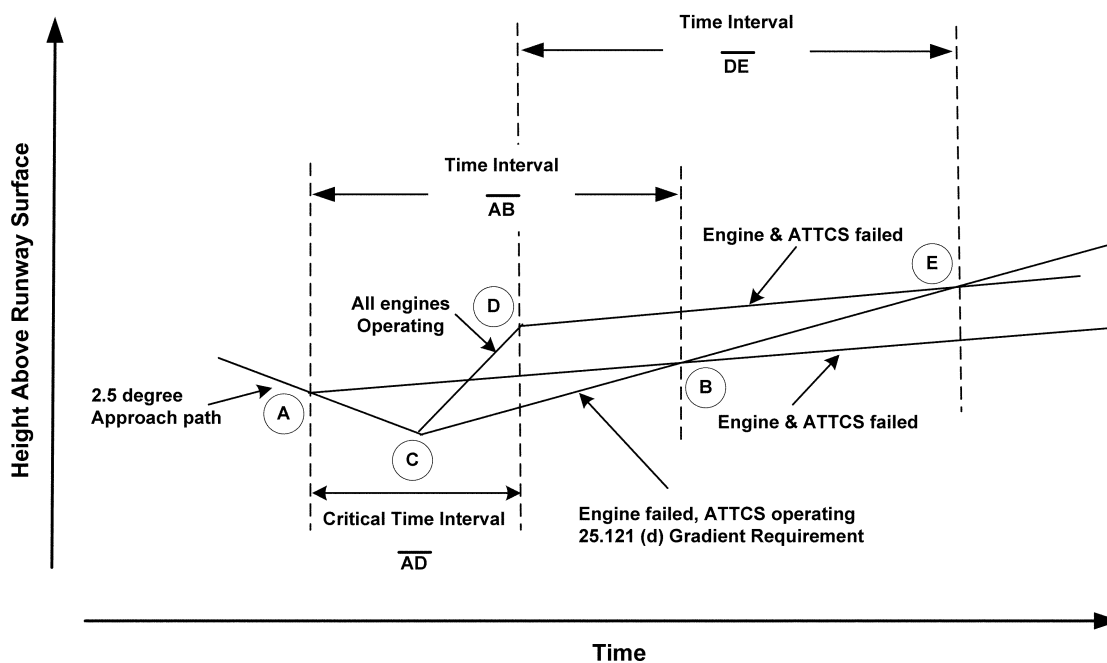 Time Interval
DE
Time Interval
AB
Engine & ATTCS failed
E
All engines
Operating
D
2.5 degree
Approach path
A
B
Engine & ATTCS failed
C
Critical Time Interval
AD
Engine failed, ATTCS operating
25.121 (d) Gradient Requirement
Height Above Runway Surface
Time